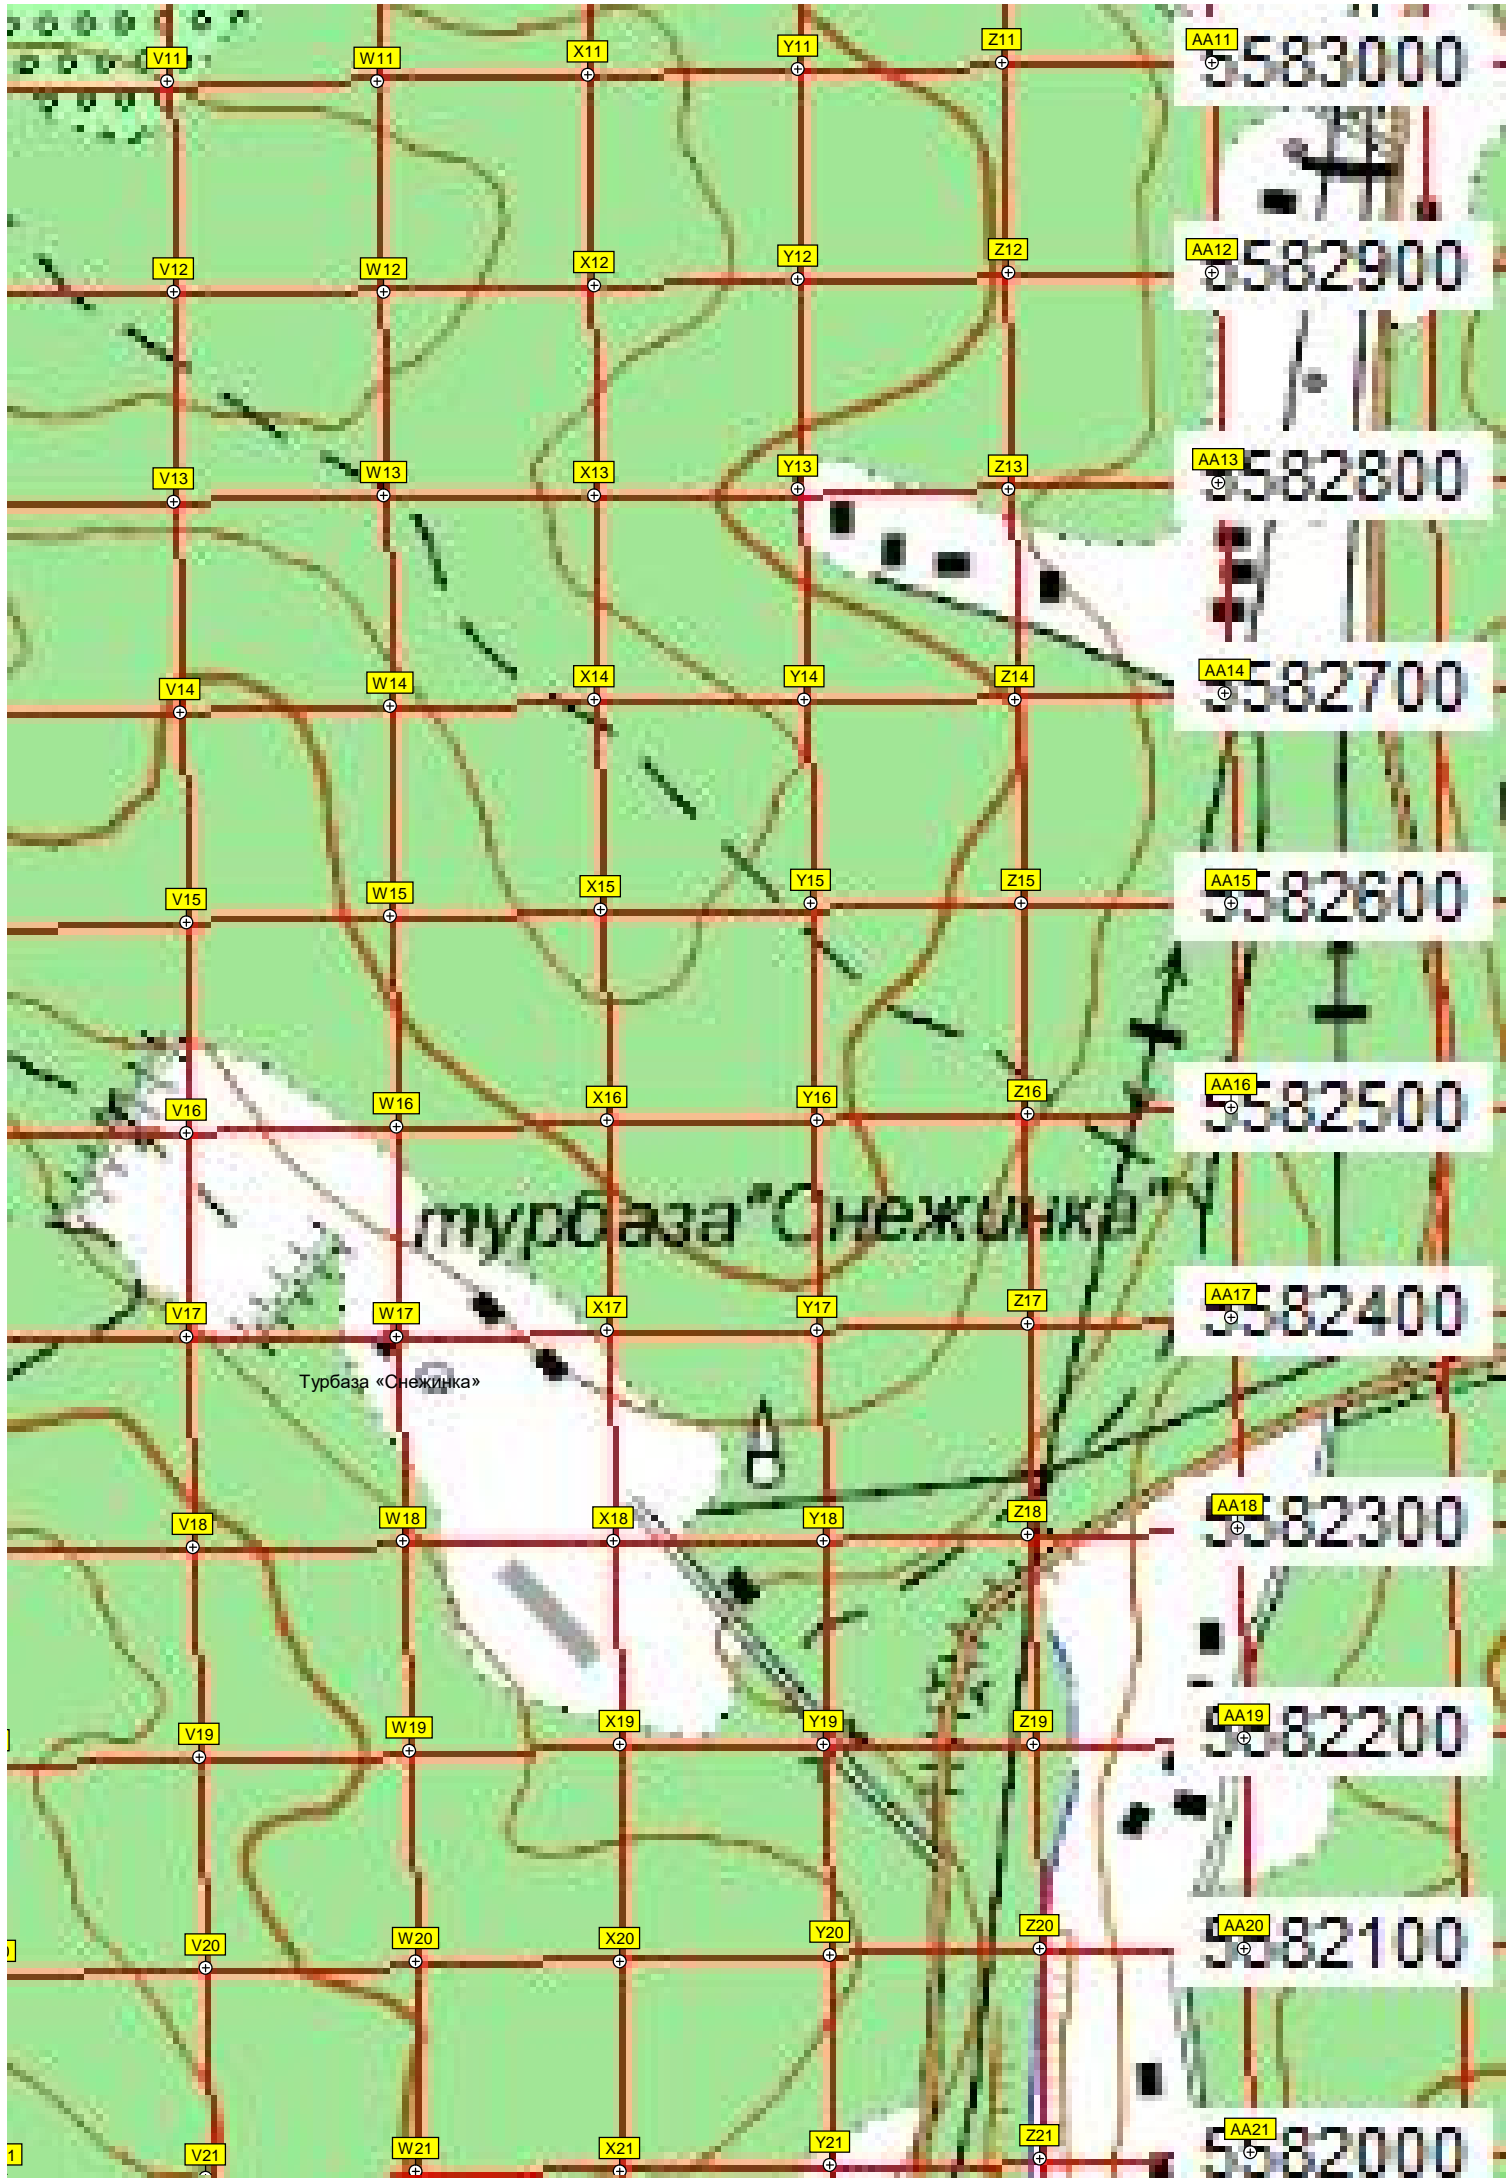 V11 W11 X11 Y11 Z11 AA11
5583000
V12 W12 X12 Y12 Z12 AA12
5582900
V13 W13 X13 Y13 Z13 AA13
5582800
V14 W14 X14 Y14 Z14 AA14
5582700
V15 W15 X15 Y15 Z15 AA15
5582600
V16 W16 X16 Y16 Z16 AA16
5582500
турбаза"Снежинка"
V17 W17 X17 Y17 Z17 AA17
5582400
Турбаза «Снежинка»
V18 W18 X18 Y18 Z18 AA18
5582300
V19 W19 X19 Y19 Z19 AA19
5582200
V20 W20 X20 Y20 Z20 AA20
5582100
1 V21 W21 X21 Y21 Z21 AA21
5582000